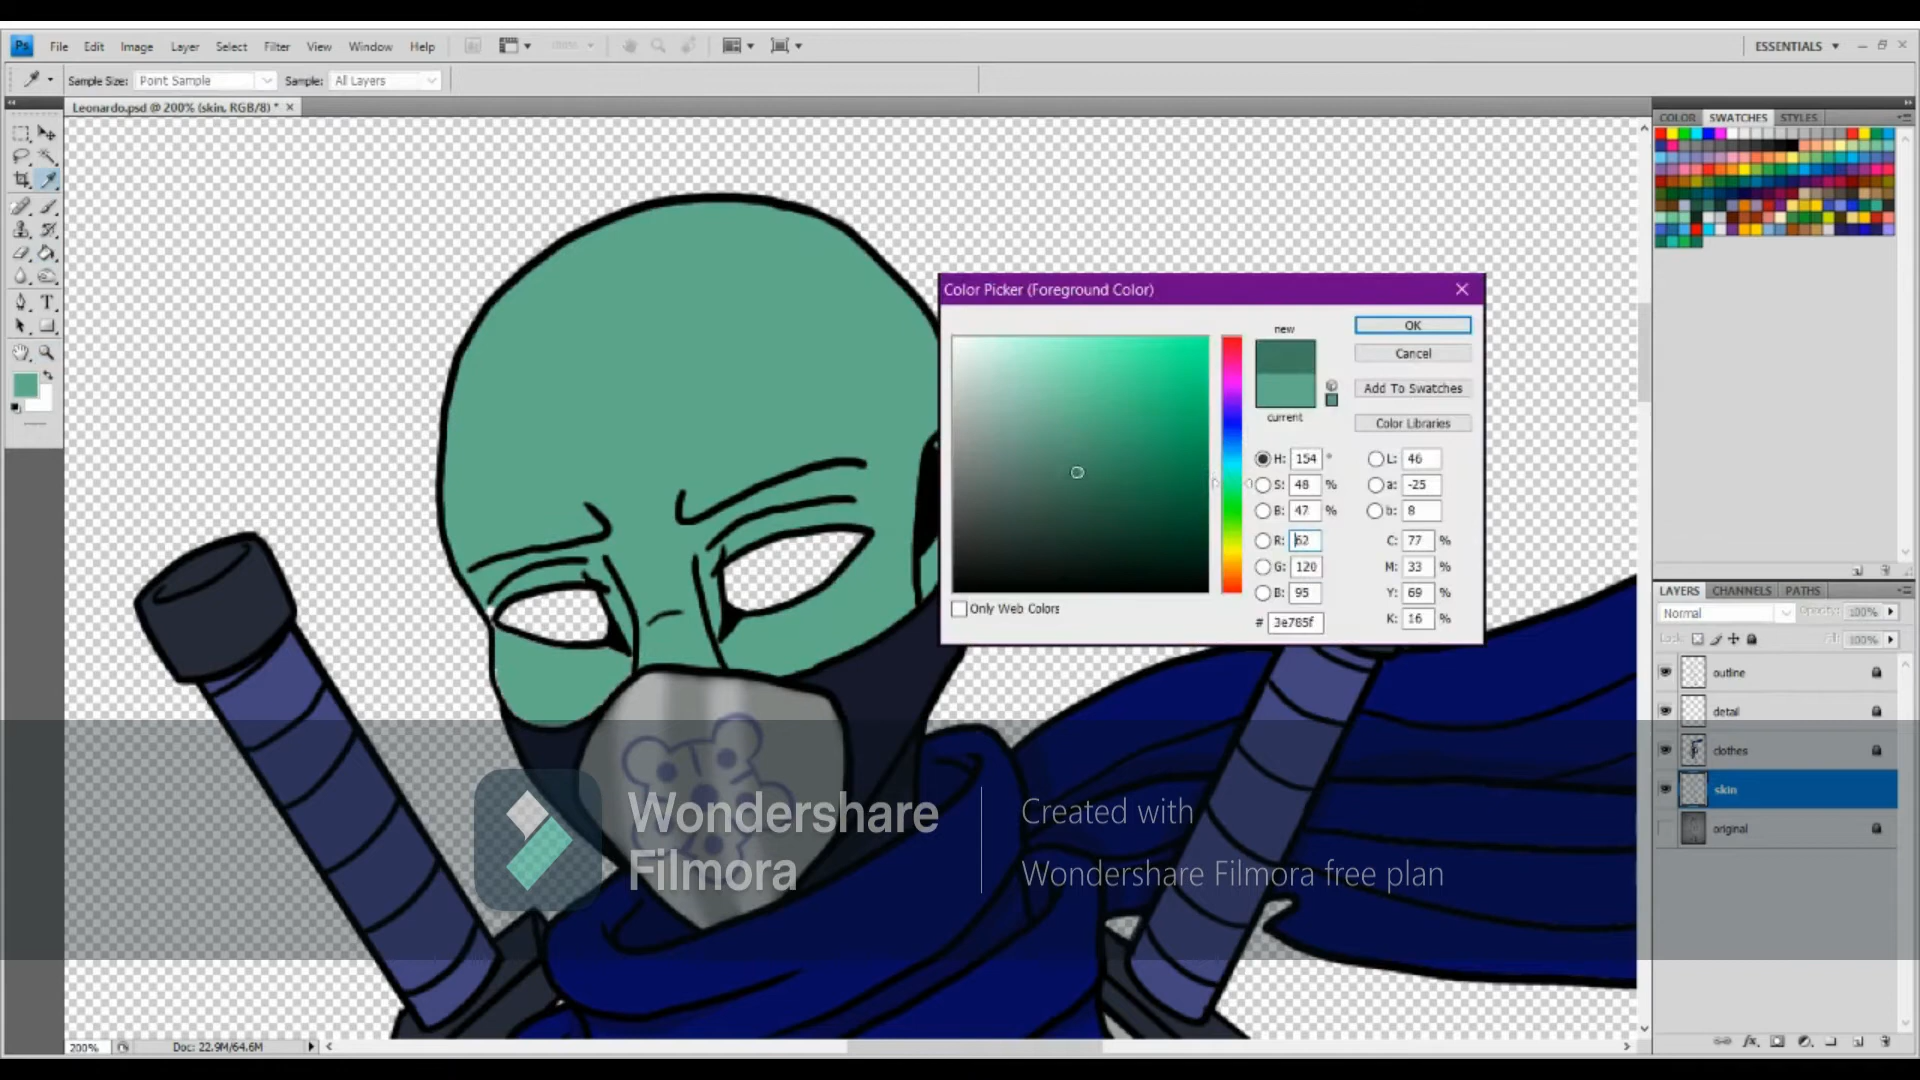 Ps File Edit Image Layer Select Filter View Window Help 100% ESSENTIALS
Sample Size: Point Sample Sample: All Layers
Leonardo.psd @ 200% (skin, RGB/8) *
COLOR SWATCHES STYLES
Color Picker (Foreground Color)
new
current
OK
Cancel
Add To Swatches
Color Libraries
H: 154 °
S: 48 %
B: 47 %
R: 62
G: 120
B: 95
# 3e785f
L: 46
a: -25
b: 8
C: 77 %
M: 33 %
Y: 69 %
K: 16 %
Only Web Colors
LAYERS CHANNELS PATHS
Normal Opacity: 100%
Lock: Fill: 100%
outline
detail
clothes
skin
original
Wondershare
Filmora
Created with
Wondershare Filmora free plan
200% Doc: 22.9M/64.6M